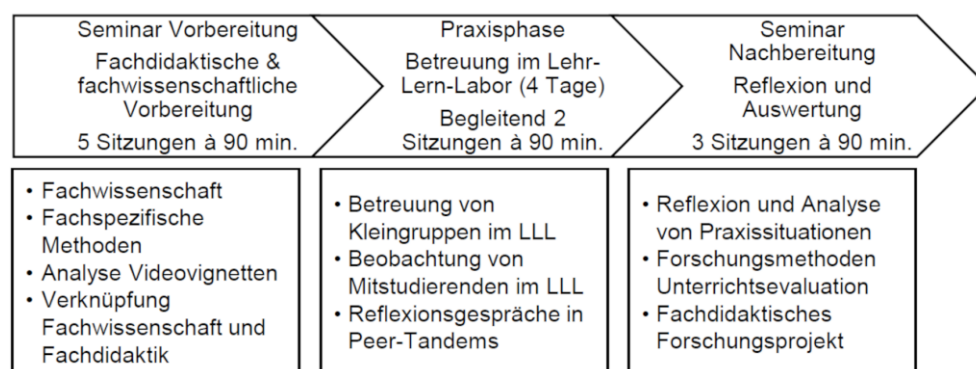 Seminar Vorbereitung
Fachdidaktische &
fachwissenschaftliche
Vorbereitung
5 Sitzungen à 90 min.
Praxisphase
Betreuung im Lehr-
Lern-Labor (4 Tage)
Begleitend 2
Sitzungen à 90 min.
Seminar
Nachbereitung
Reflexion und
Auswertung
3 Sitzungen à 90 min.
• Fachwissenschaft
• Fachspezifische
Methoden
• Analyse Videovignetten
• Verknüpfung
Fachwissenschaft und
Fachdidaktik
• Betreuung von
Kleingruppen im LLL
• Beobachtung von
Mitstudierenden im LLL
• Reflexionsgespräche in
Peer-Tandems
• Reflexion und Analyse
von Praxissituationen
• Forschungsmethoden
Unterrichtsevaluation
• Fachdidaktisches
Forschungsprojekt